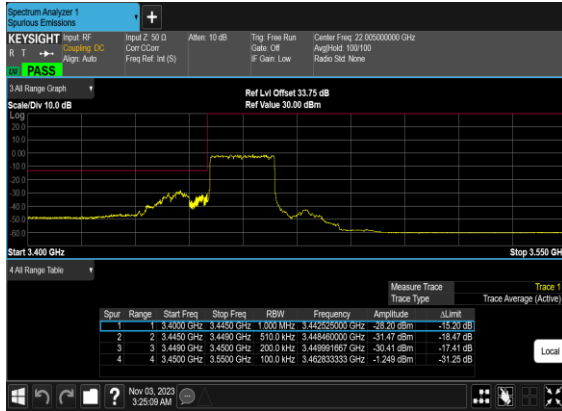 Spectrum Analyzer 1
Spurious Emissions
KEYSIGHT Input: RF
R T Coupling: DC
Align: Auto
Input Z: 50 Ω
Corr CCorr
Freq Ref: Int (S)
Atten: 10 dB
Trig: Free Run
Gate: Off
IF Gain: Low
Center Freq: 22.005000000 GHz
Avg|Hold: 100/100
Radio Std: None
PASS
3 All Range Graph
Scale/Div 10.0 dB
Ref Lvl Offset 33.75 dB
Ref Value 30.00 dBm
Log
20.0
10.0
0.00
-10.0
-20.0
-30.0
-40.0
-50.0
-60.0
Start 3.400 GHz Stop 3.550 GHz
4 All Range Table
Measure Trace Trace 1
Trace Type Trace Average (Active)
Spur Range Start Freq Stop Freq RBW Frequency Amplitude ΔLimit
1 1 3.4000 GHz 3.4450 GHz 1.000 MHz 3.442525000 GHz -28.20 dBm -15.20 dB
2 2 3.4450 GHz 3.4490 GHz 510.0 kHz 3.448460000 GHz -31.47 dBm -18.47 dB
3 3 3.4490 GHz 3.4500 GHz 200.0 kHz 3.449991667 GHz -30.41 dBm -17.41 dB
4 4 3.4500 GHz 3.5500 GHz 100.0 kHz 3.462833333 GHz -1.249 dBm -31.25 dB
Local
Nov 03, 2023
3:25:09 AM